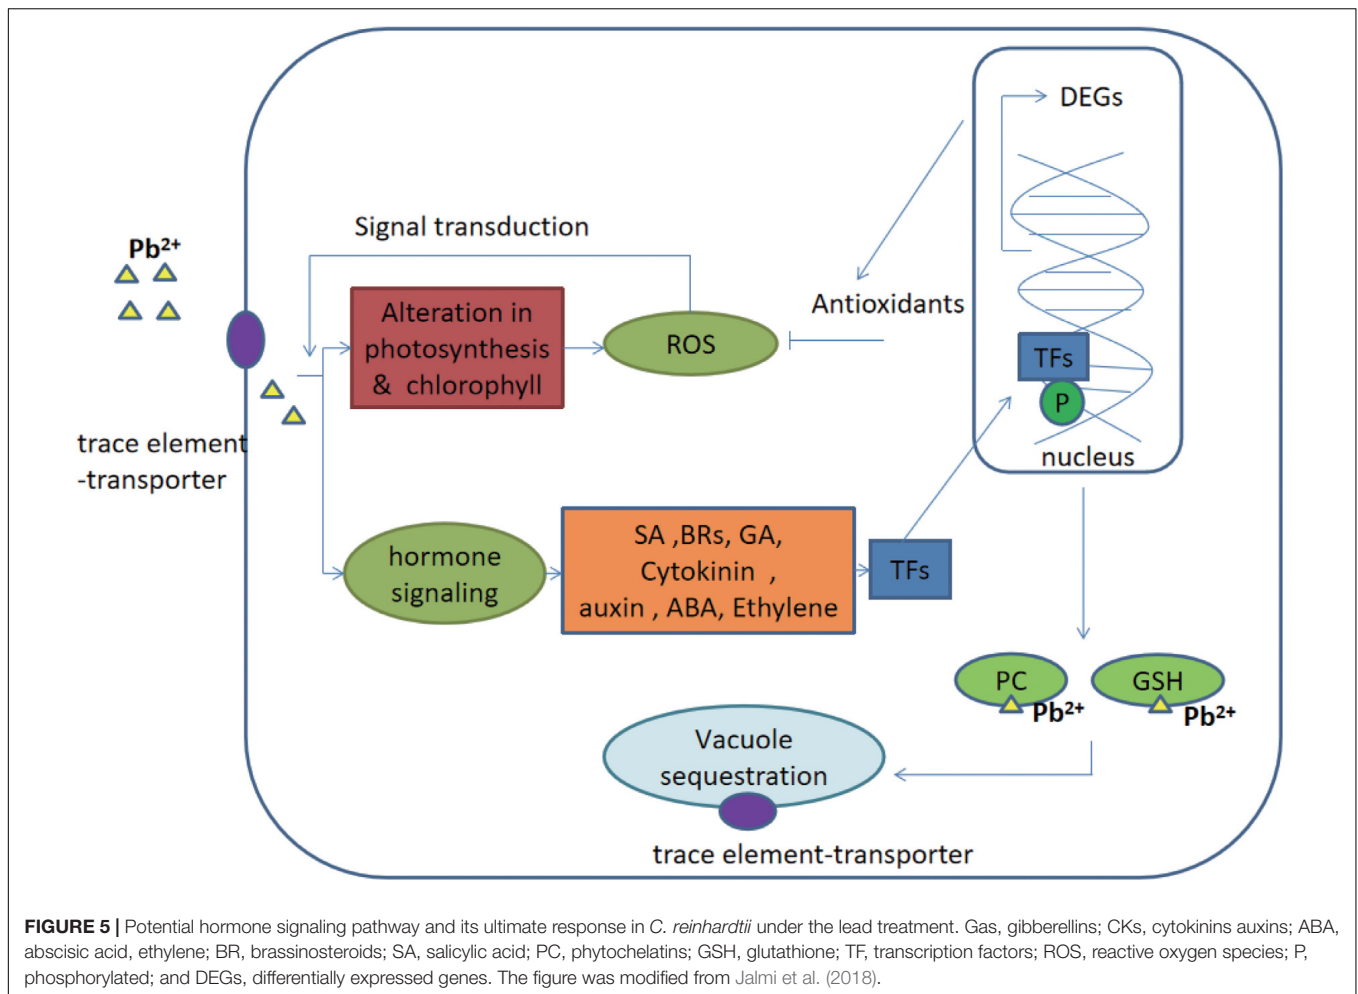 DEGs
Signal transduction
Pb2+
Alteration in
photosynthesis
& chlorophyll
ROS
Antioxidants
TFs
P
nucleus
trace element
-transporter
hormone
signaling
SA ,BRs, GA,
Cytokinin ,
auxin , ABA, Ethylene
TFs
PC
Pb2+
GSH
Pb2+
Vacuole
sequestration
trace element-transporter
FIGURE 5 | Potential hormone signaling pathway and its ultimate response in C. reinhardtii under the lead treatment. Gas, gibberellins; CKs, cytokinins auxins; ABA,
abscisic acid, ethylene; BR, brassinosteroids; SA, salicylic acid; PC, phytochelatins; GSH, glutathione; TF, transcription factors; ROS, reactive oxygen species; P,
phosphorylated; and DEGs, differentially expressed genes. The figure was modified from Jalmi et al. (2018).